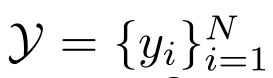 𝒴 = {y_i}_{i=1}^N